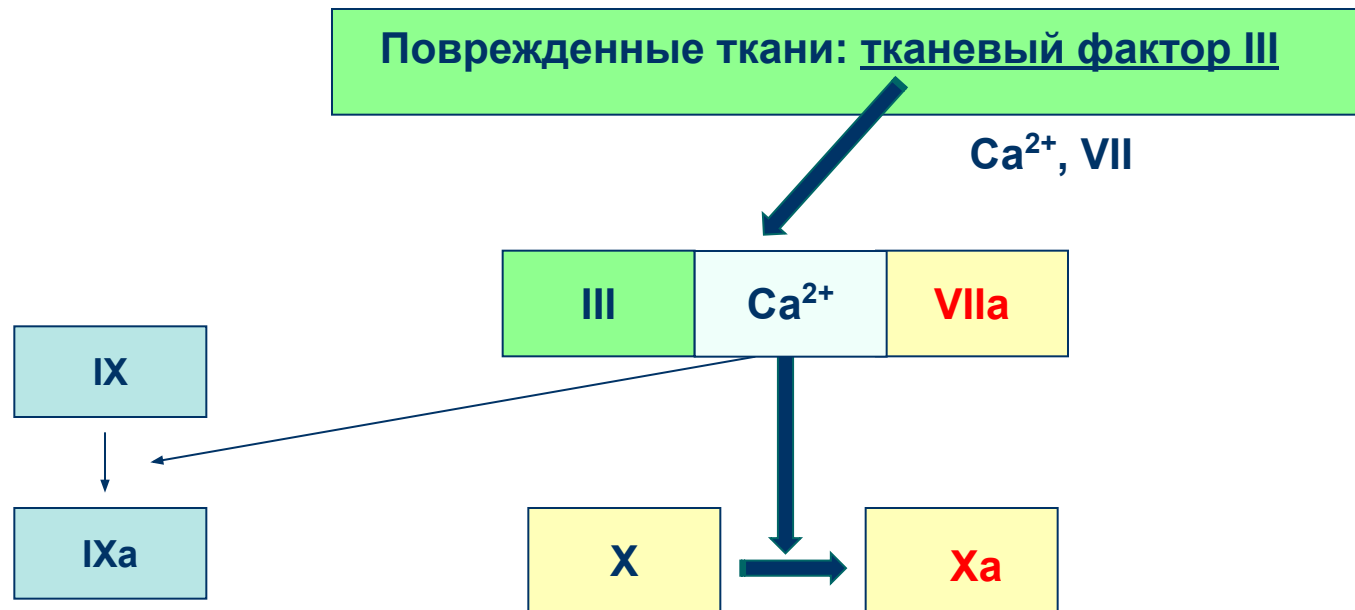 Поврежденные ткани: тканевый фактор III
Ca²⁺, VII
III
Ca²⁺
VIIa
IX
IXa
X
Xa